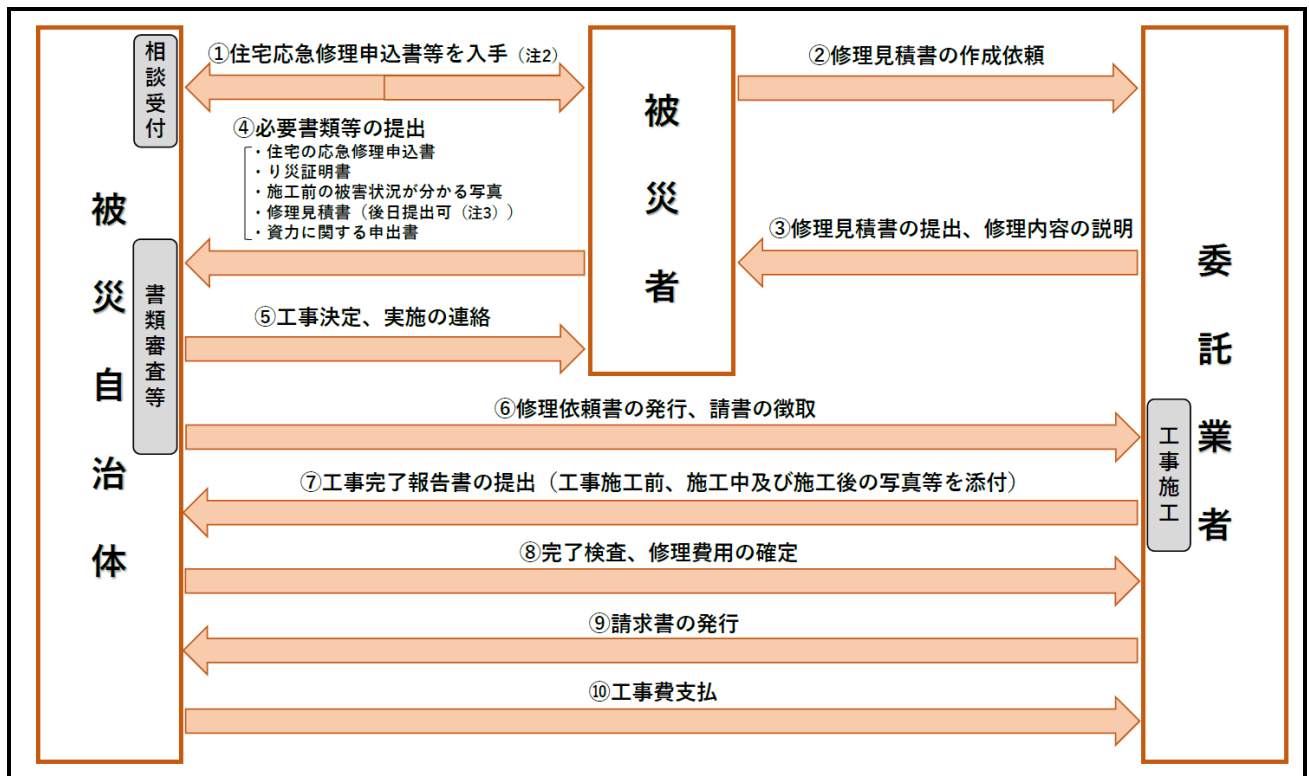 相談受付
①住宅応急修理申込書等を入手（注2）
②修理見積書の作成依頼
被災者
④必要書類等の提出
・住宅の応急修理申込書
・り災証明書
・施工前の被害状況が分かる写真
・修理見積書（後日提出可（注3））
・資力に関する申出書
③修理見積書の提出、修理内容の説明
被災自治体
書類審査等
委託業者
⑤工事決定、実施の連絡
⑥修理依頼書の発行、請書の徴取
工事施工
⑦工事完了報告書の提出（工事施工前、施工中及び施工後の写真等を添付）
⑧完了検査、修理費用の確定
⑨請求書の発行
⑩工事費支払